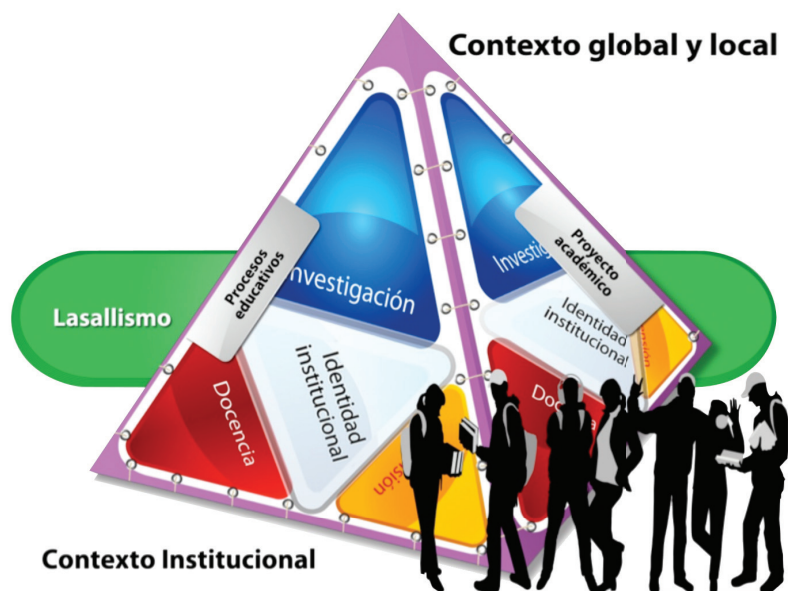 Contexto global y local
Procesos
educativos
Proyecto
académico
Investigación
Lasallismo
Identidad
institucional
Identidad
institucional
Docencia
Contexto Institucional